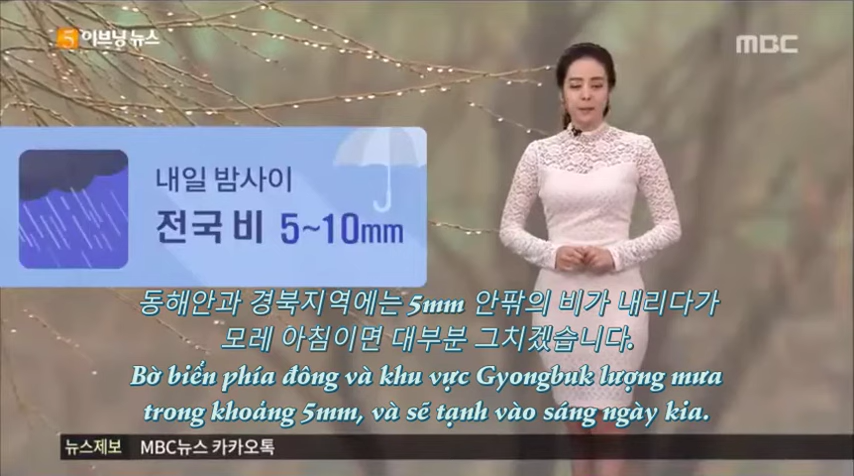 5 이브닝 뉴스
MBC
내일 밤사이
전국 비 5~10mm
동해안과 경북지역에는 5mm 안팎의 비가 내리다가
모레 아침이면 대부분 그치겠습니다.
Bờ biển phía đông và khu vực Gyongbuk lượng mưa
trong khoảng 5mm, và sẽ tạnh vào sáng ngày kia.
뉴스제보 MBC뉴스 카카오톡